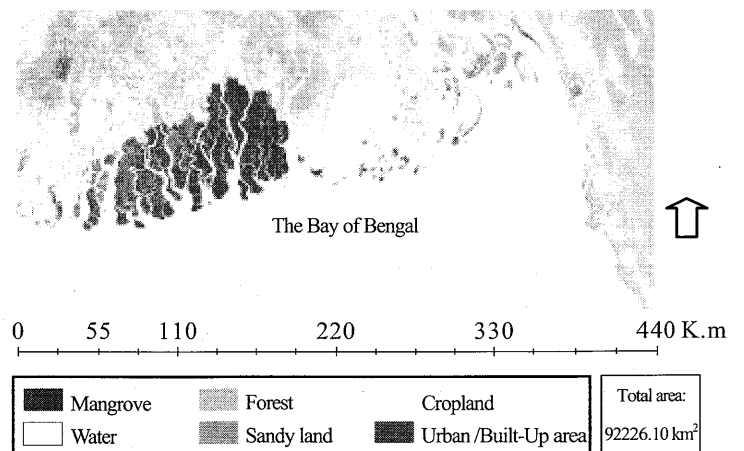 The Bay of Bengal
0 55 110 220 330 440 K.m
Mangrove Forest Cropland
Water Sandy land Urban /Built-Up area
Total area:
92226.10 km²